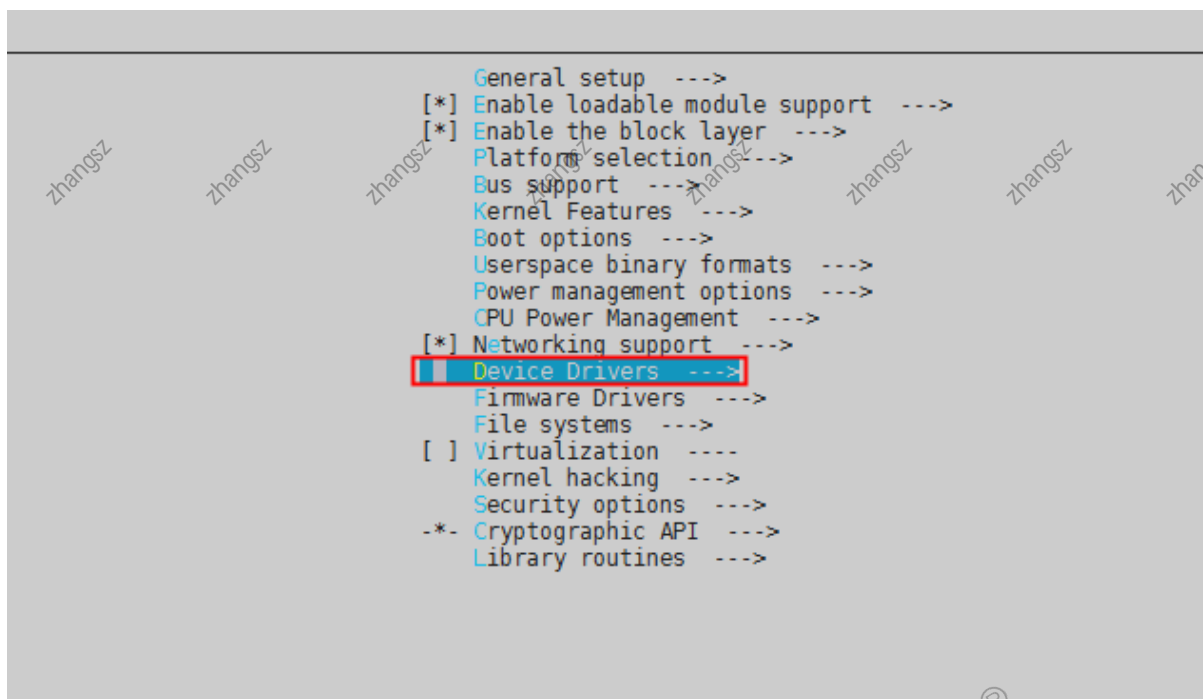 General setup --->
[*] Enable loadable module support --->
[*] Enable the block layer --->
Platform selection --->
Bus support --->
Kernel Features --->
Boot options --->
Userspace binary formats --->
Power management options --->
CPU Power Management --->
[*] Networking support --->
Device Drivers --->
Firmware Drivers --->
File systems --->
[ ] Virtualization ----
Kernel hacking --->
Security options --->
-*- Cryptographic API --->
Library routines --->
zhangsz zhangsz zhangsz zhangsz zhangsz zhangsz zhangsz zhan